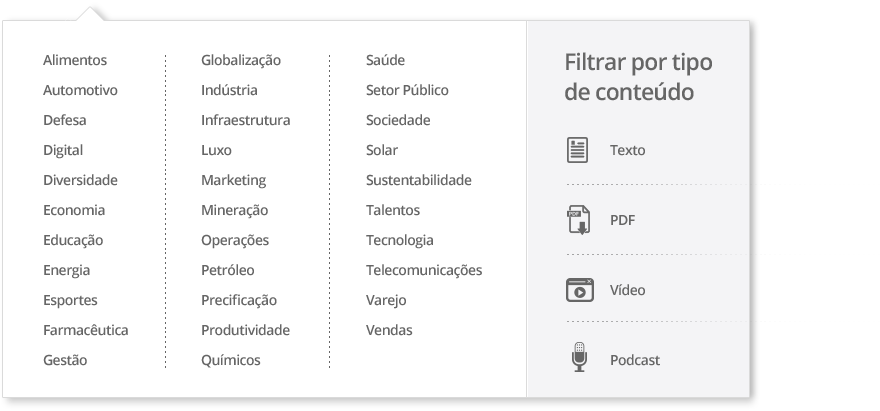 Alimentos
Automotivo
Defesa
Digital
Diversidade
Economia
Educação
Energia
Esportes
Farmacêutica
Gestão
Globalização
Indústria
Infraestrutura
Luxo
Marketing
Mineração
Operações
Petróleo
Precificação
Produtividade
Químicos
Saúde
Setor Público
Sociedade
Solar
Sustentabilidade
Talentos
Tecnologia
Telecomunicações
Varejo
Vendas
Filtrar por tipo
de conteúdo
Texto
PDF
PDF
Vídeo
Podcast